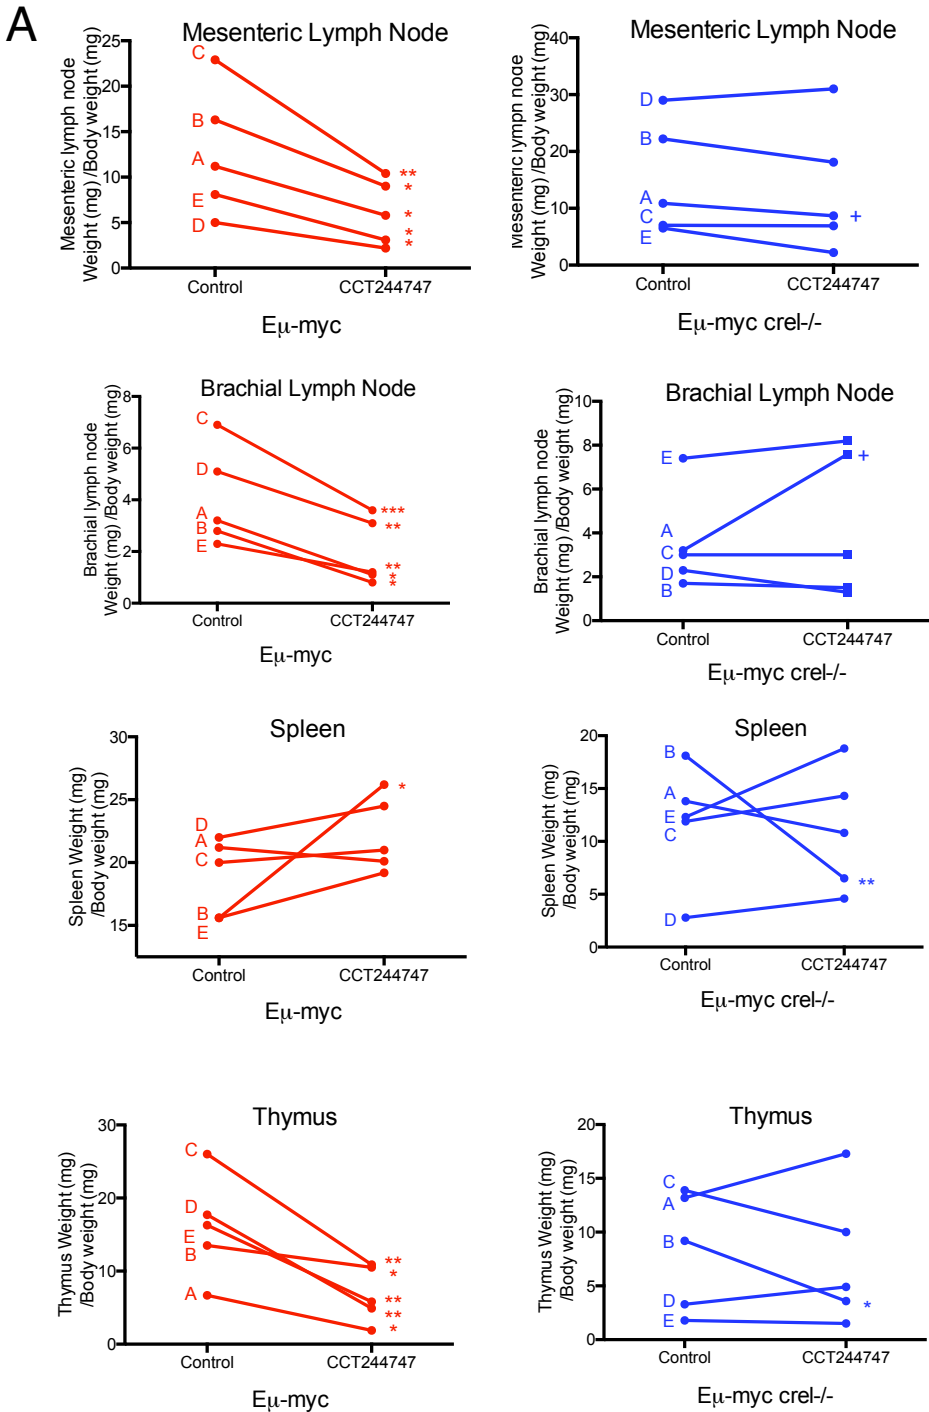 A
Mesenteric Lymph Node
Mesenteric lymph node
Weight (mg) /Body weight (mg)
25
20
15
10
5
0
C
B
A
E
D
**
*
*
*
*
Control
CCT244747
Eμ-myc
Mesenteric Lymph Node
Mesenteric lymph node
Weight (mg) /Body weight (mg)
40
30
20
10
0
D
B
A
C
E
+
Control
CCT244747
Eμ-myc crel-/-
Brachial Lymph Node
Brachial lymph node
Weight (mg) /Body weight (mg)
8
6
4
2
0
C
D
A
B
E
***
**
**
*
*
Control
CCT244747
Eμ-myc
Brachial Lymph Node
Brachial lymph node
Weight (mg) /Body weight (mg)
10
8
6
4
2
0
E
A
C
D
B
+
Control
CCT244747
Eμ-myc crel-/-
Spleen
Spleen Weight (mg)
/Body weight (mg)
30
25
20
15
D
A
C
B
E
*
Control
CCT244747
Eμ-myc
Spleen
Spleen Weight (mg)
/Body weight (mg)
20
15
10
5
0
B
A
E
C
D
**
Control
CCT244747
Eμ-myc crel-/-
Thymus
Thymus Weight (mg)
/Body weight (mg)
30
20
10
0
C
D
E
B
A
**
*
**
**
*
Control
CCT244747
Eμ-myc
Thymus
Thymus Weight (mg)
/Body weight (mg)
20
15
10
5
0
C
A
B
D
E
*
Control
CCT244747
Eμ-myc crel-/-